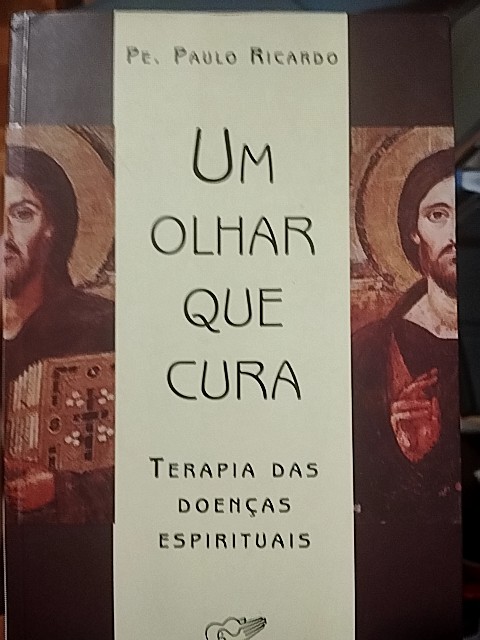 PE. PAULO RICARDO
UM
OLHAR
QUE
CURA
TERAPIA DAS
DOENÇAS
ESPIRITUAIS